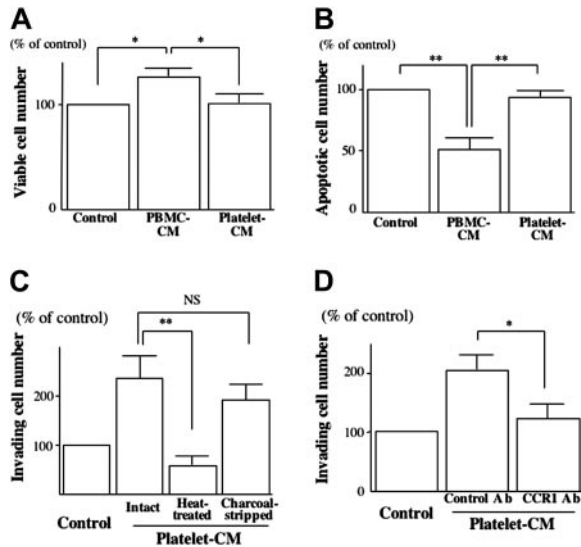 A
(% of control)
* *
Viable cell number
100
0
Control PBMC-CM Platelet-CM
B
(% of control)
** **
Apoptotic cell number
100
50
0
Control PBMC-CM Platelet-CM
C
NS
(% of control)
**
Invading cell number
200
100
Intact Heat-treated Charcoal-stripped
Control
Platelet-CM
D
(% of control)
*
Invading cell number
200
100
0
Control Ab CCR1 Ab
Control
Platelet-CM